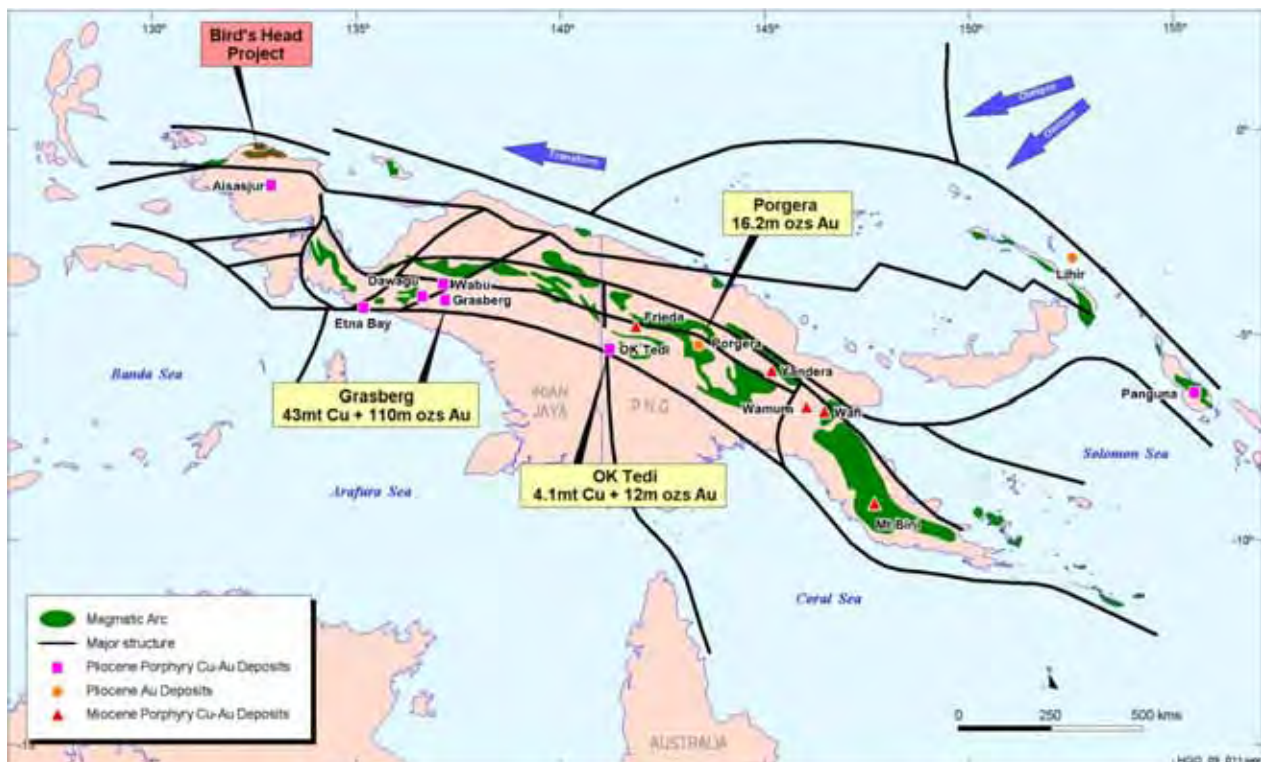 130°
140°
145°
150°
155°
Bird's Head
Project
0°
Transform
Aisasjur
Porgera
16.2m ozs Au
Lihir
Dawagu
Wabu
Grasberg
Etna Bay
Frieda
-5°
Porgera
OK Tedi
Yandera
Banda Sea
Grasberg
43mt Cu + 110m ozs Au
IRIAN
JAYA
P.N.G
Wamum
Wafi
Panguna
Solomon Sea
OK Tedi
4.1mt Cu + 12m ozs Au
Arafura Sea
Mt Bini
-10°
Coral Sea
Magmatic Arc
Major structure
Pliocene Porphyry Cu-Au Deposits
Pliocene Au Deposits
Miocene Porphyry Cu-Au Deposits
0 250 500 kms
AUSTRALIA